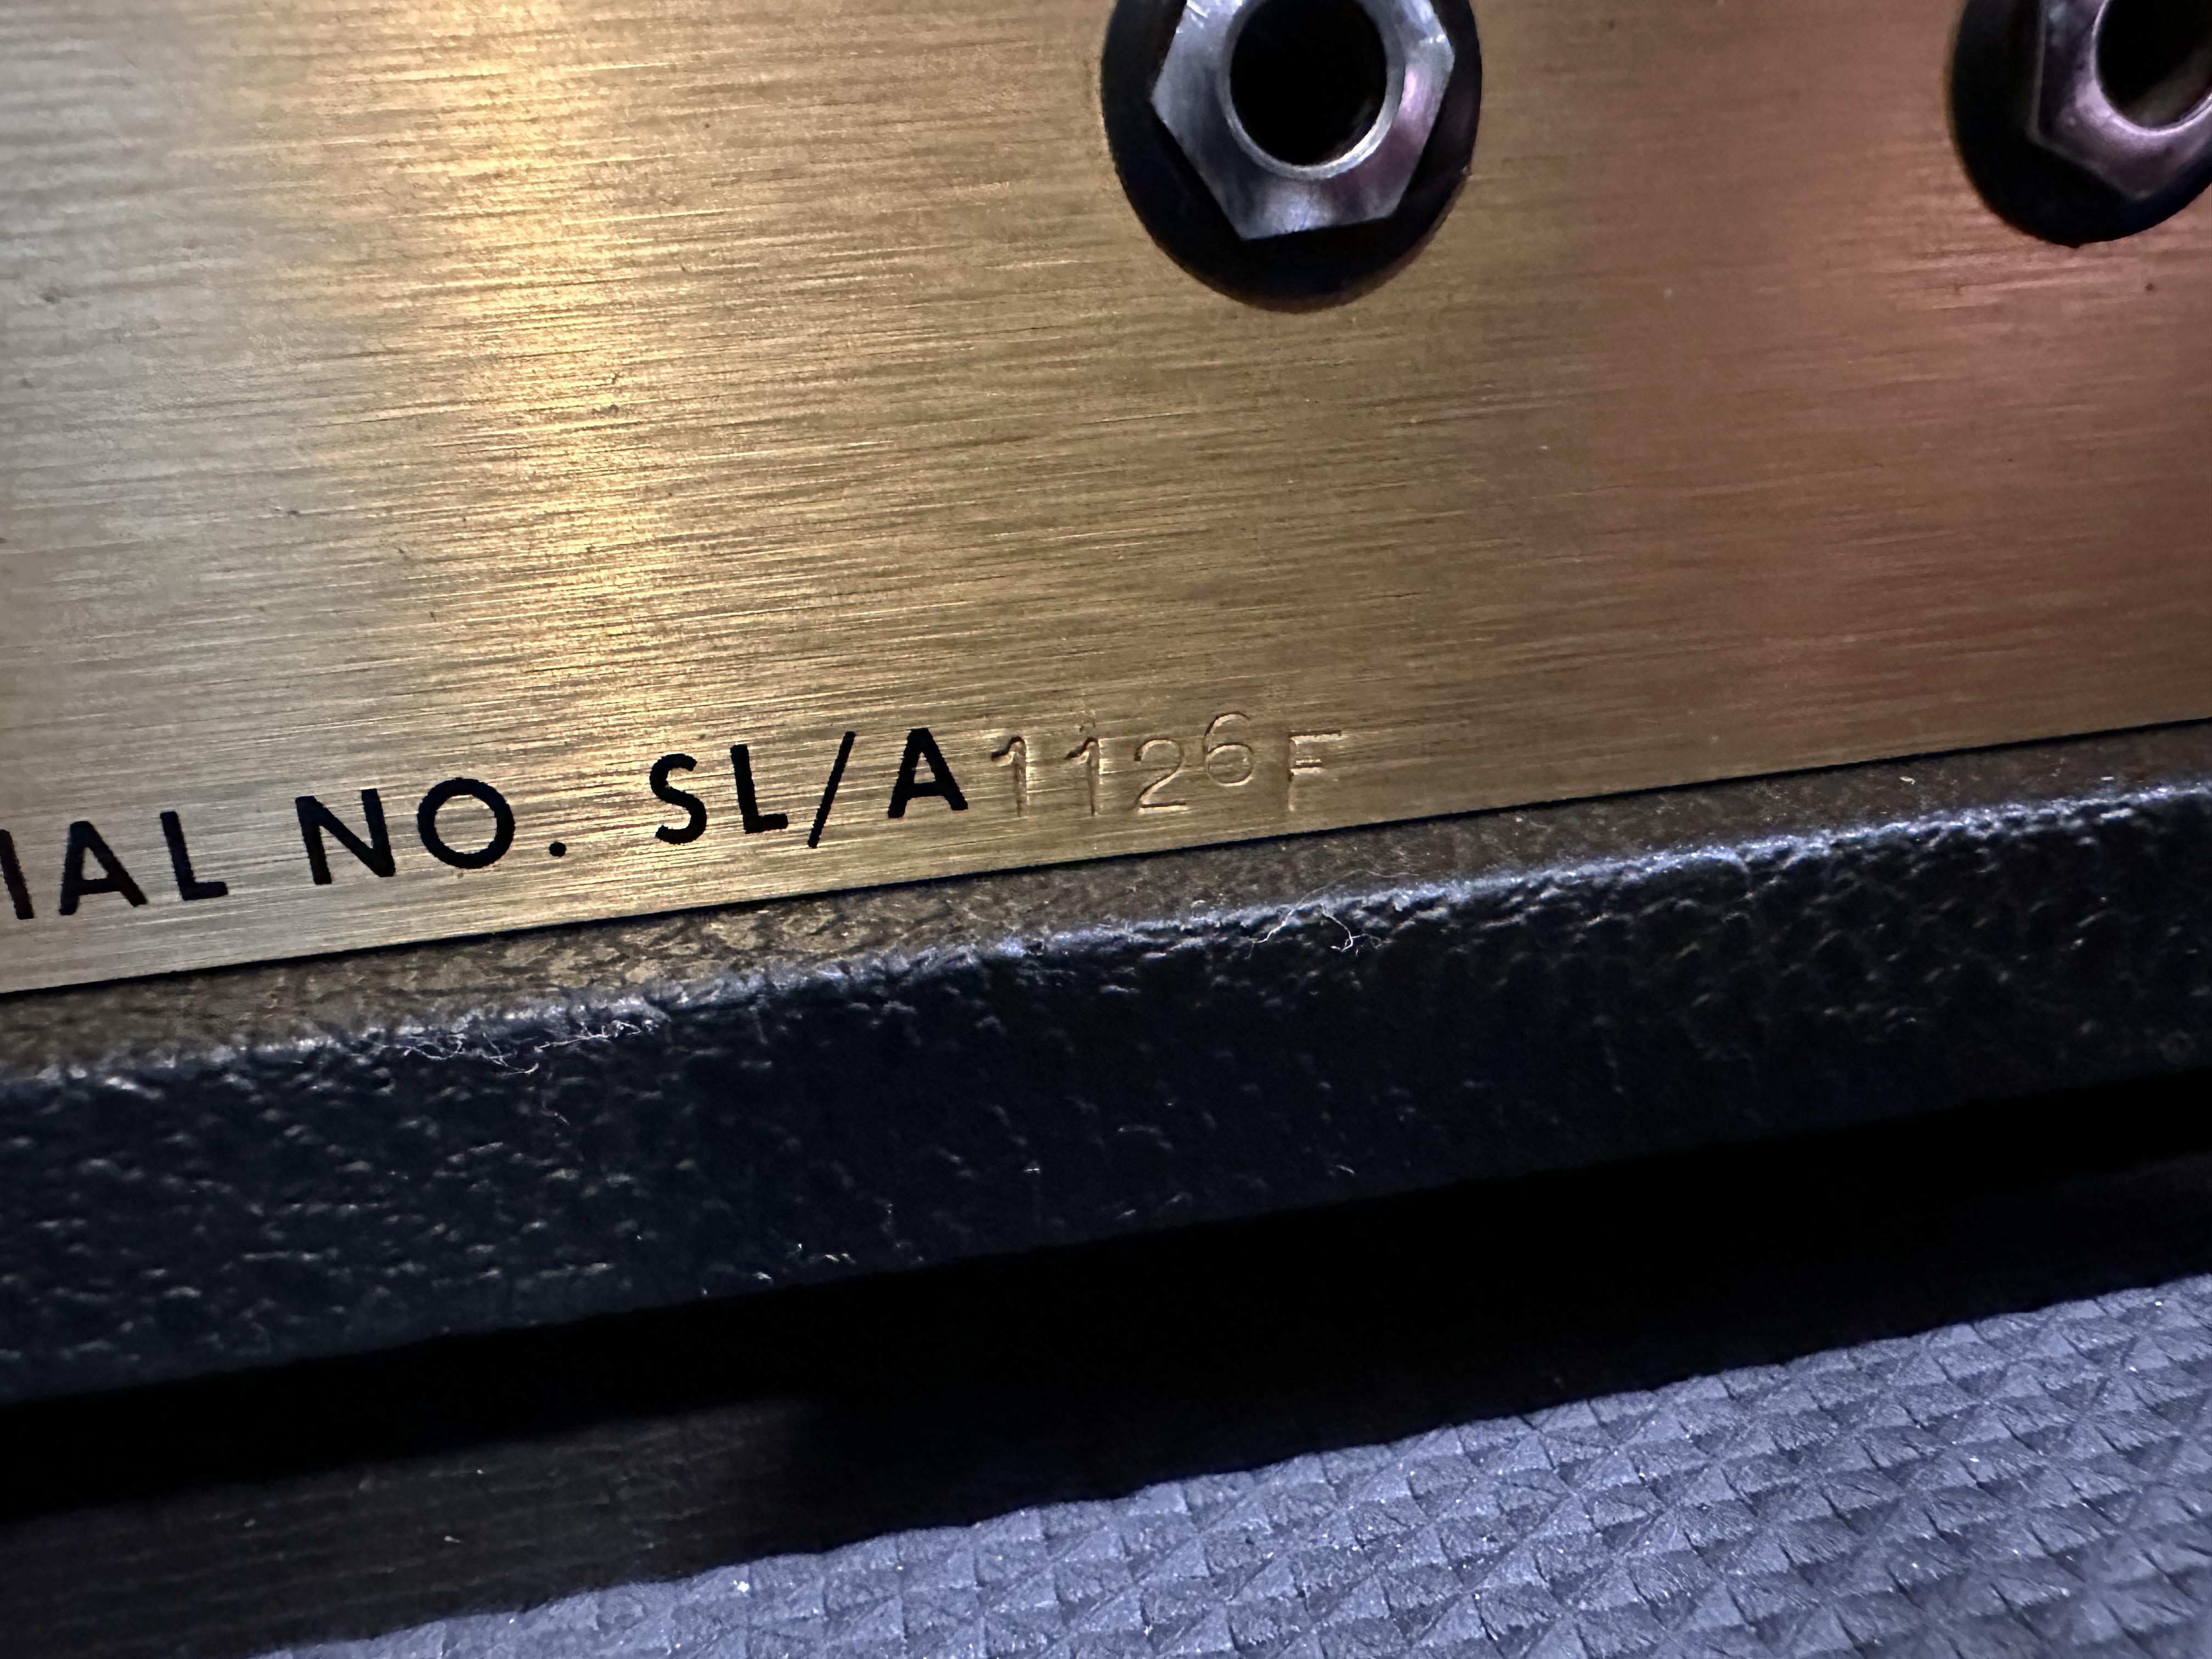 IAL NO. SL/A 1126 F